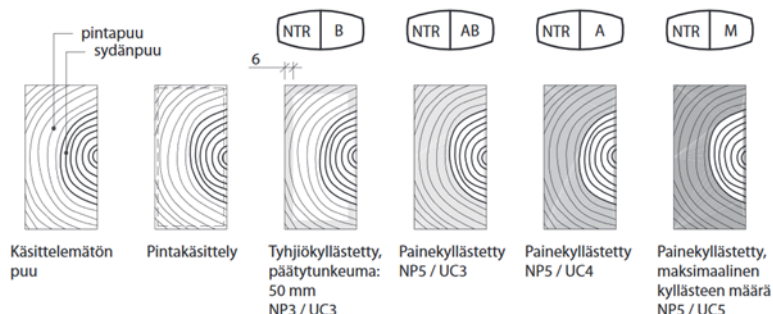 NTR B
NTR AB
NTR A
NTR M
pintapuu
sydänpuu
6
Käsittelemätön
puu
Pintakäsittely
Tyhjiökyllästetty,
päätytunkeuma:
50 mm
NP3 / UC3
Painekyllästetty
NP5 / UC3
Painekyllästetty
NP5 / UC4
Painekyllästetty,
maksimaalinen
kyllästeen määrä
NP5 / UC5